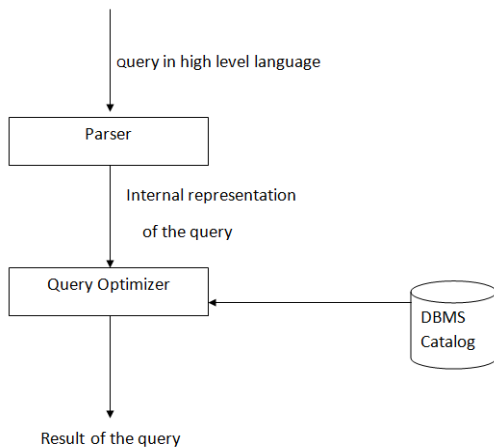 Query in high level language
Parser
Internal representation
of the query
Query Optimizer
DBMS
Catalog
Result of the query